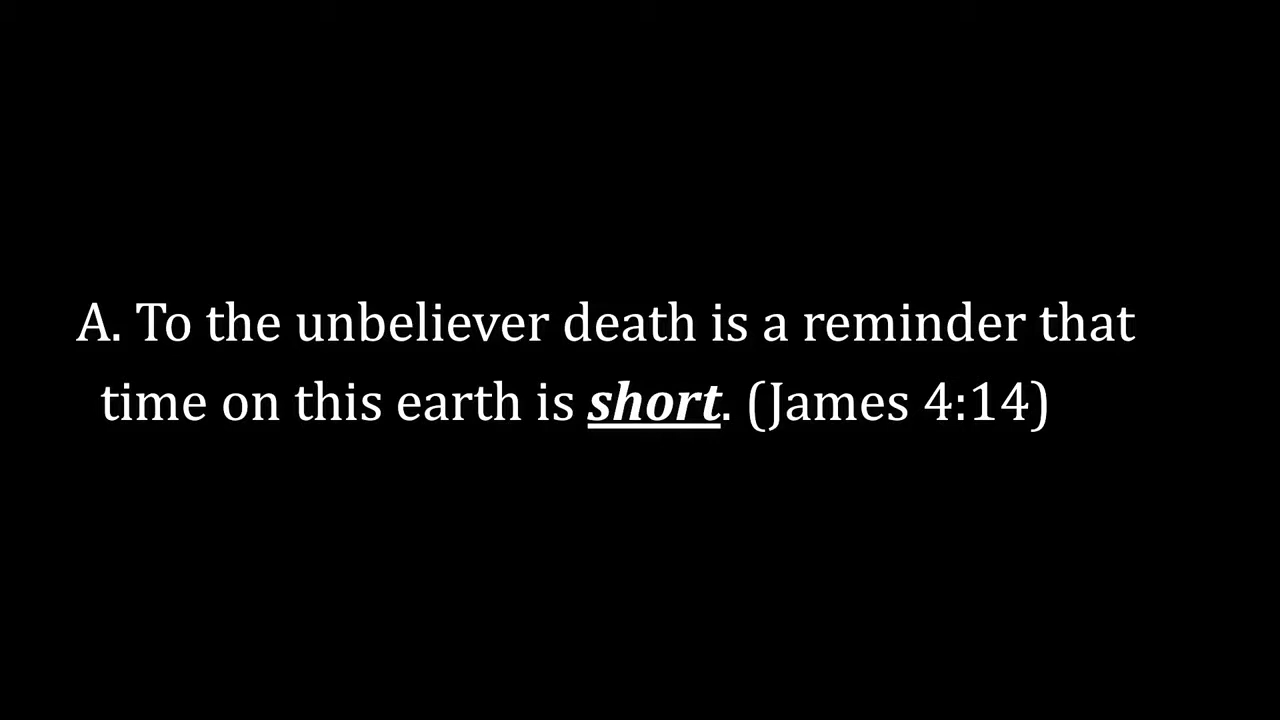 A. To the unbeliever death is a reminder that
time on this earth is short. (James 4:14)